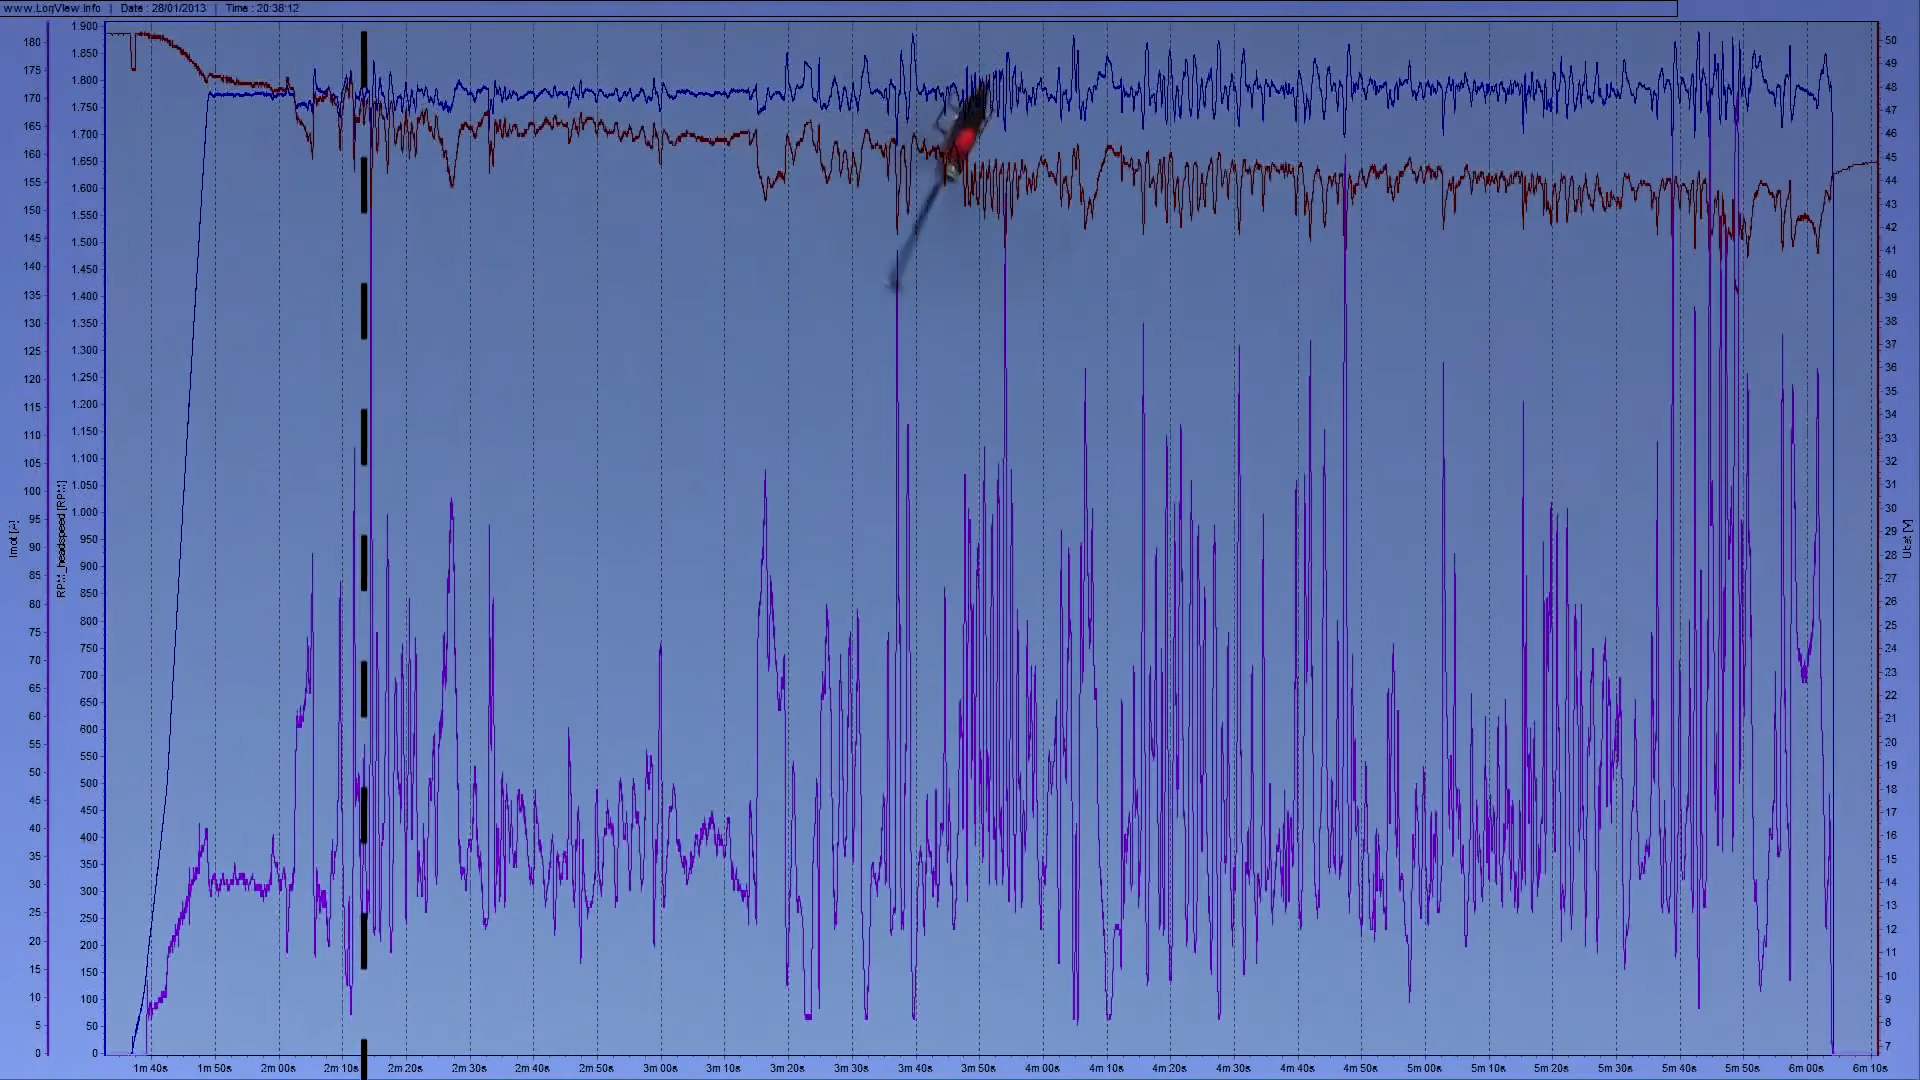 www.LogView.info | Date : 28/01/2013 | Time : 20:38:12
180 175 170 165 160 155 150 145 140 135 130 125 120 115 110 105 100 95 90 85 80 75 70 65 60 55 50 45 40 35 30 25 20 15 10 5 0
Imot [A]
1.900 1.850 1.800 1.750 1.700 1.650 1.600 1.550 1.500 1.450 1.400 1.350 1.300 1.250 1.200 1.150 1.100 1.050 1.000 950 900 850 800 750 700 650 600 550 500 450 400 350 300 250 200 150 100 50 0
RPM_headspeed [RPM]
50 49 48 47 46 45 44 43 42 41 40 39 38 37 36 35 34 33 32 31 30 29 28 27 26 25 24 23 22 21 20 19 18 17 16 15 14 13 12 11 10 9 8 7
Ubat [V]
1m 40s 1m 50s 2m 00s 2m 10s 2m 20s 2m 30s 2m 40s 2m 50s 3m 00s 3m 10s 3m 20s 3m 30s 3m 40s 3m 50s 4m 00s 4m 10s 4m 20s 4m 30s 4m 40s 4m 50s 5m 00s 5m 10s 5m 20s 5m 30s 5m 40s 5m 50s 6m 00s 6m 10s